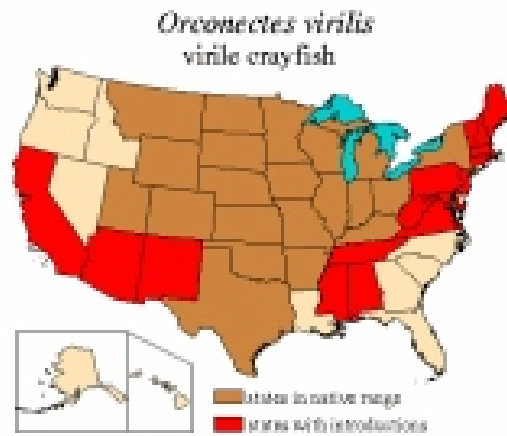 Orconectes virilis
virile crayfish
states in native range
states with introductions